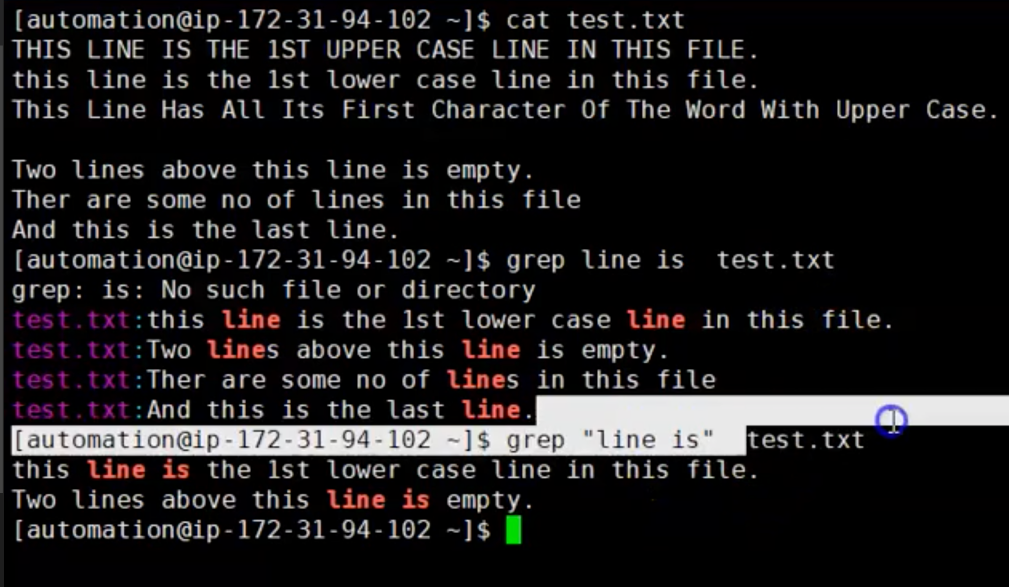 [automation@ip-172-31-94-102 ~]$ cat test.txt
THIS LINE IS THE 1ST UPPER CASE LINE IN THIS FILE.
this line is the 1st lower case line in this file.
This Line Has All Its First Character Of The Word With Upper Case.

Two lines above this line is empty.
Ther are some no of lines in this file
And this is the last line.
[automation@ip-172-31-94-102 ~]$ grep line is  test.txt
grep: is: No such file or directory
test.txt:this line is the 1st lower case line in this file.
test.txt:Two lines above this line is empty.
test.txt:Ther are some no of lines in this file
test.txt:And this is the last line.
[automation@ip-172-31-94-102 ~]$ grep "line is"  test.txt
this line is the 1st lower case line in this file.
Two lines above this line is empty.
[automation@ip-172-31-94-102 ~]$